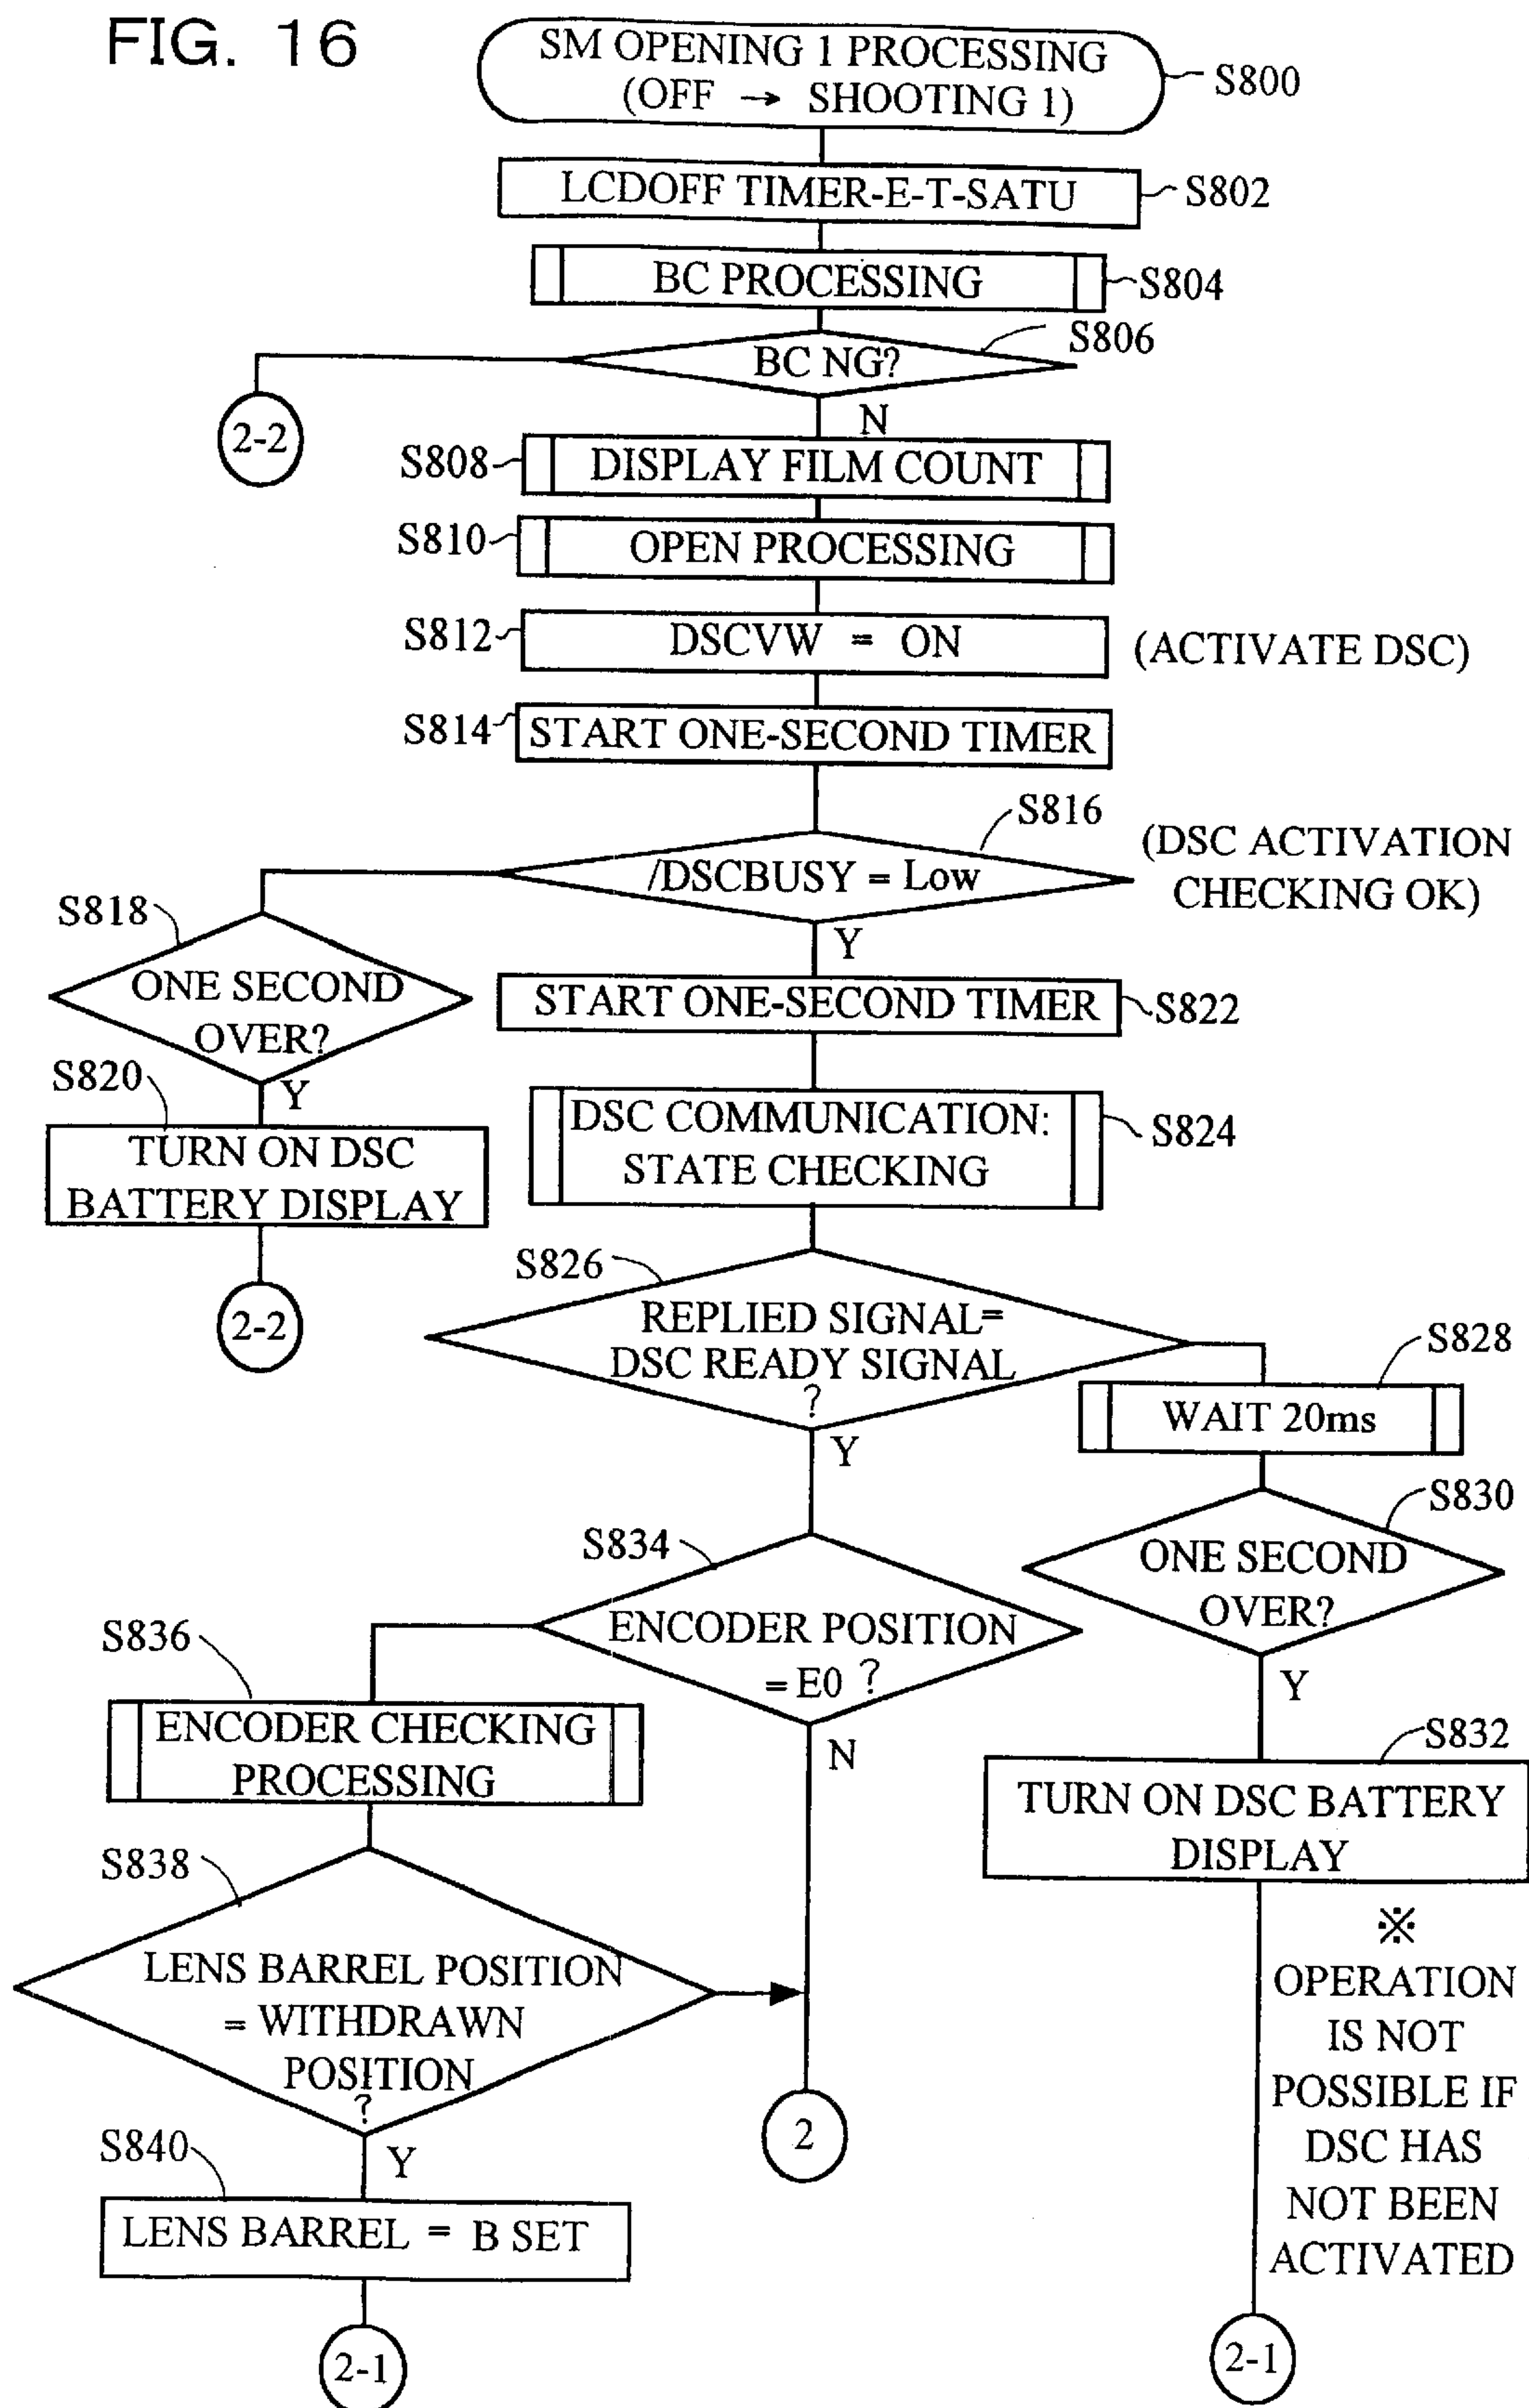 FIG. 16
SM OPENING 1 PROCESSING
(OFF → SHOOTING 1)
S800
LCDOFF TIMER-E-T-SATU
S802
BC PROCESSING
S804
BC NG?
S806
2-2
N
S808
DISPLAY FILM COUNT
S810
OPEN PROCESSING
S812
DSCVW = ON
(ACTIVATE DSC)
S814
START ONE-SECOND TIMER
S816
/DSCBUSY = Low
(DSC ACTIVATION
CHECKING OK)
S818
ONE SECOND
OVER?
Y
Y
START ONE-SECOND TIMER
S822
S820
TURN ON DSC
BATTERY DISPLAY
2-2
DSC COMMUNICATION:
STATE CHECKING
S824
S826
REPLIED SIGNAL=
DSC READY SIGNAL
?
Y
S828
WAIT 20ms
S830
ONE SECOND
OVER?
Y
S834
ENCODER POSITION
= E0 ?
N
S836
ENCODER CHECKING
PROCESSING
S832
TURN ON DSC BATTERY
DISPLAY
S838
LENS BARREL POSITION
= WITHDRAWN
POSITION
?
Y
2
※
OPERATION
IS NOT
POSSIBLE IF
DSC HAS
NOT BEEN
ACTIVATED
S840
LENS BARREL = B SET
2-1
2-1